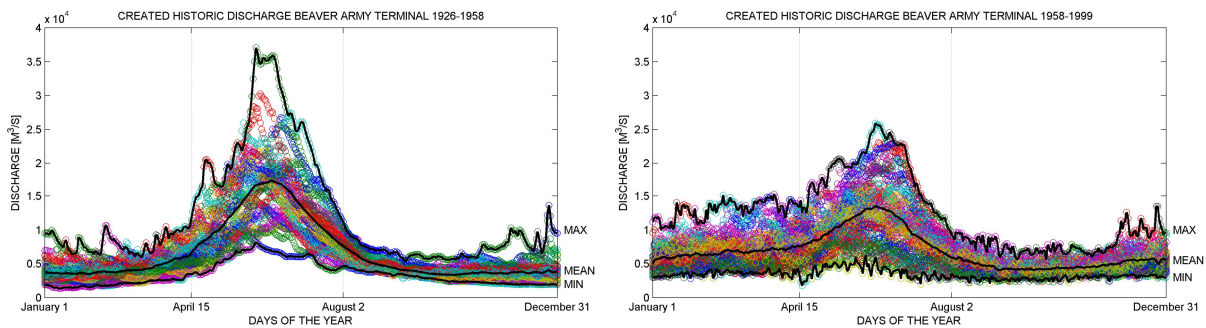 CREATED HISTORIC DISCHARGE BEAVER ARMY TERMINAL 1926-1958
x 10^4
4
3.5
3
2.5
2
1.5
1
0.5
0
DISCHARGE [M^3/S]
MAX
MEAN
MIN
January 1 April 15 August 2 December 31
DAYS OF THE YEAR
CREATED HISTORIC DISCHARGE BEAVER ARMY TERMINAL 1958-1999
x 10^4
4
3.5
3
2.5
2
1.5
1
0.5
0
DISCHARGE [M^3/S]
MAX
MEAN
MIN
January 1 April 15 August 2 December 31
DAYS OF THE YEAR